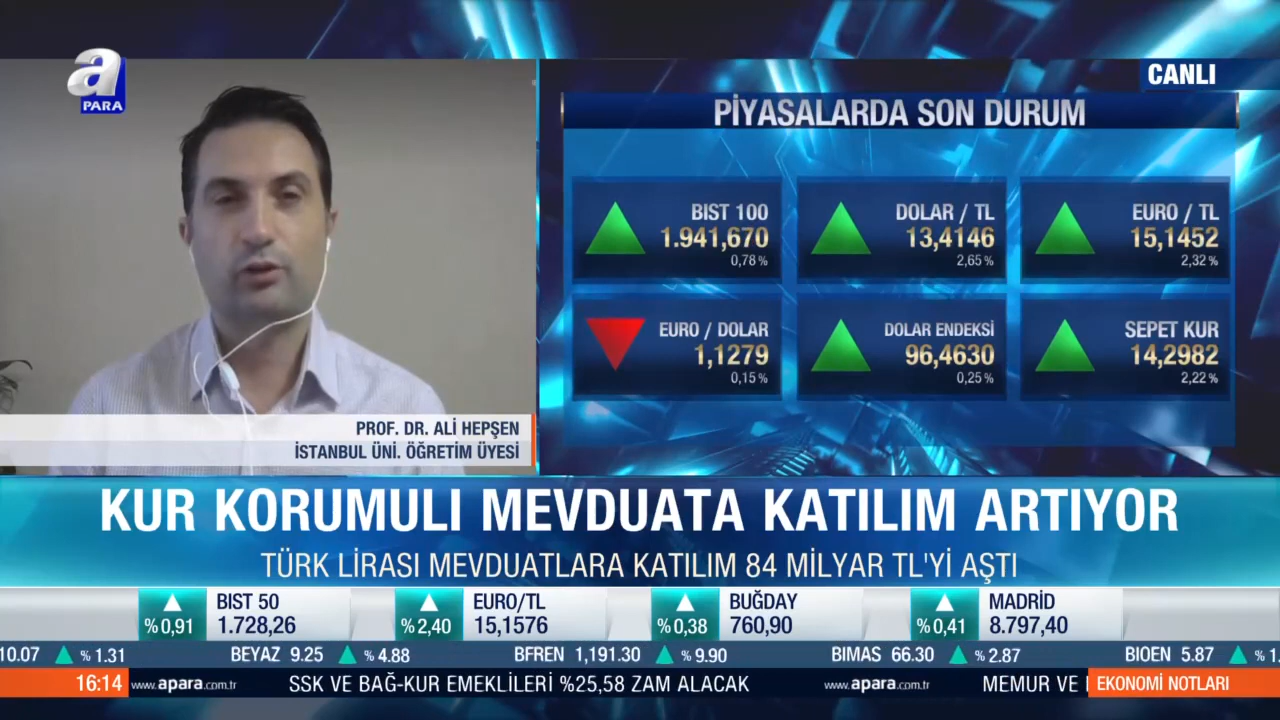 a
PARA
CANLI
PİYASALARDA SON DURUM
BIST 100
1.941,670
0,78 %
DOLAR / TL
13,4146
2,65 %
EURO / TL
15,1452
2,32 %
EURO / DOLAR
1,1279
0,15 %
DOLAR ENDEKSİ
96,4630
0,25 %
SEPET KUR
14,2982
2,22 %
PROF. DR. ALİ HEPŞEN
İSTANBUL ÜNİ. ÖĞRETİM ÜYESİ
KUR KORUMULI MEVDUATA KATILIM ARTIYOR
TÜRK LİRASI MEVDUATLARA KATILIM 84 MİLYAR TL'Yİ AŞTI
% 0,91 BIST 50 1.728,26
% 2,40 EURO/TL 15,1576
% 0,38 BUĞDAY 760,90
% 0,41 MADRİD 8.797,40
10.07 % 1.31 BEYAZ 9.25 % 4.88 BFREN 1,191.30 % 9.90 BIMAS 66.30 % 2.87 BIOEN 5.87 % 1.
16:14 www.apara.com.tr SSK VE BAĞ-KUR EMEKLİLERİ %25,58 ZAM ALACAK www.apara.com.tr MEMUR VE EKONOMİ NOTLARI